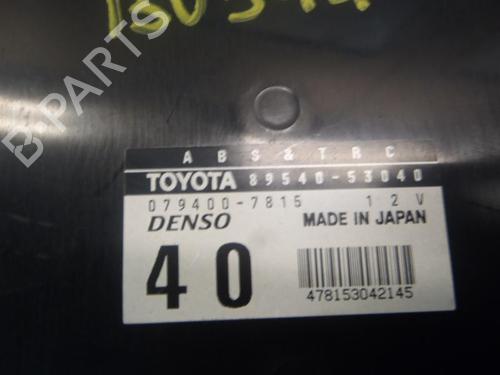 B PARTS
ABS & TRC
TOYOTA 89540-53040
079400-7815 12V
DENSO MADE IN JAPAN
40
478153042145